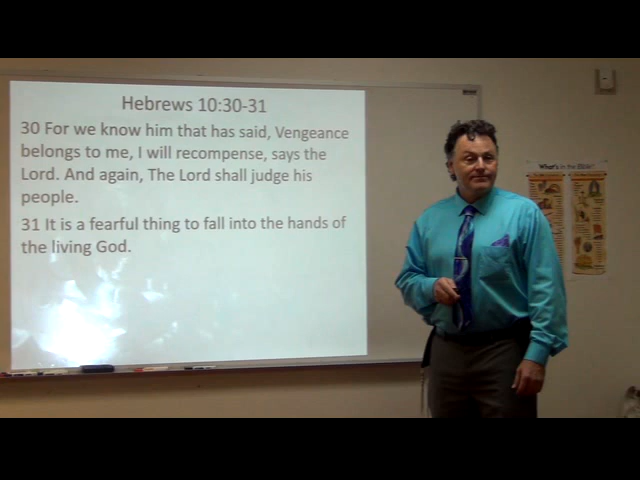 Hebrews 10:30-31
30 For we know him that has said, Vengeance
belongs to me, I will recompense, says the
Lord. And again, The Lord shall judge his
people.
31 It is a fearful thing to fall into the hands of
the living God.
What's in the Bible?